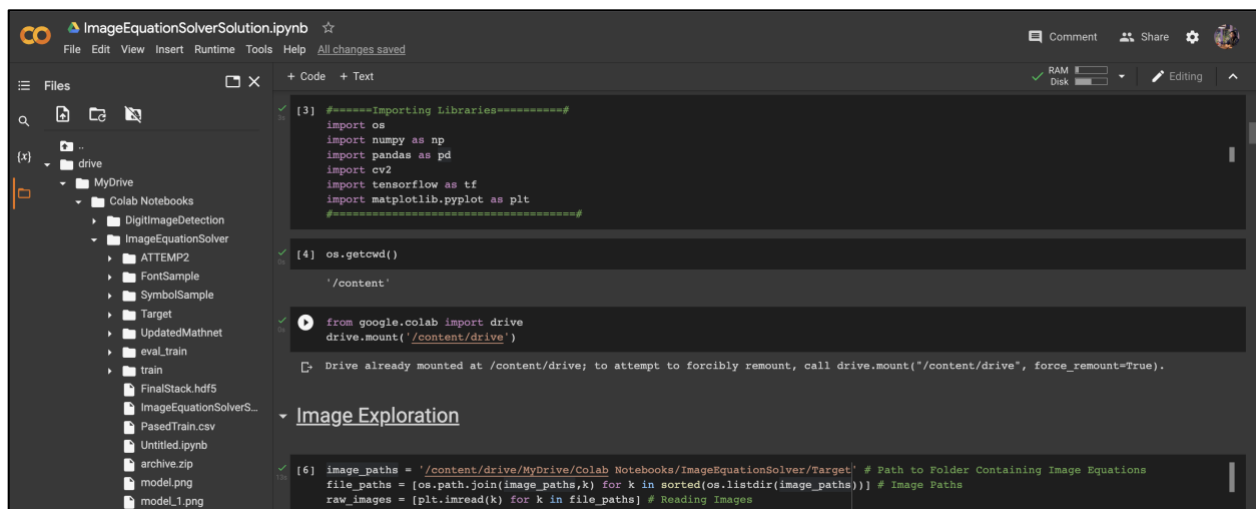 ImageEquationSolverSolution.ipynb
File Edit View Insert Runtime Tools Help All changes saved
Comment Share
Files
+ Code + Text
RAM
Disk
Editing
{x}
..
drive
MyDrive
Colab Notebooks
DigitImageDetection
ImageEquationSolver
ATTEMP2
FontSample
SymbolSample
Target
UpdatedMathnet
eval_train
train
FinalStack.hdf5
ImageEquationSolverS...
PasedTrain.csv
Untitled.ipynb
archive.zip
model.png
model_1.png
[3] #======Importing Libraries==========#
import os
import numpy as np
import pandas as pd
import cv2
import tensorflow as tf
import matplotlib.pyplot as plt
#=====================================#
[4] os.getcwd()
'/content'
from google.colab import drive
drive.mount('/content/drive')
Drive already mounted at /content/drive; to attempt to forcibly remount, call drive.mount("/content/drive", force_remount=True).
Image Exploration
[6] image_paths = '/content/drive/MyDrive/Colab Notebooks/ImageEquationSolver/Target' # Path to Folder Containing Image Equations
file_paths = [os.path.join(image_paths,k) for k in sorted(os.listdir(image_paths))] # Image Paths
raw_images = [plt.imread(k) for k in file_paths] # Reading Images